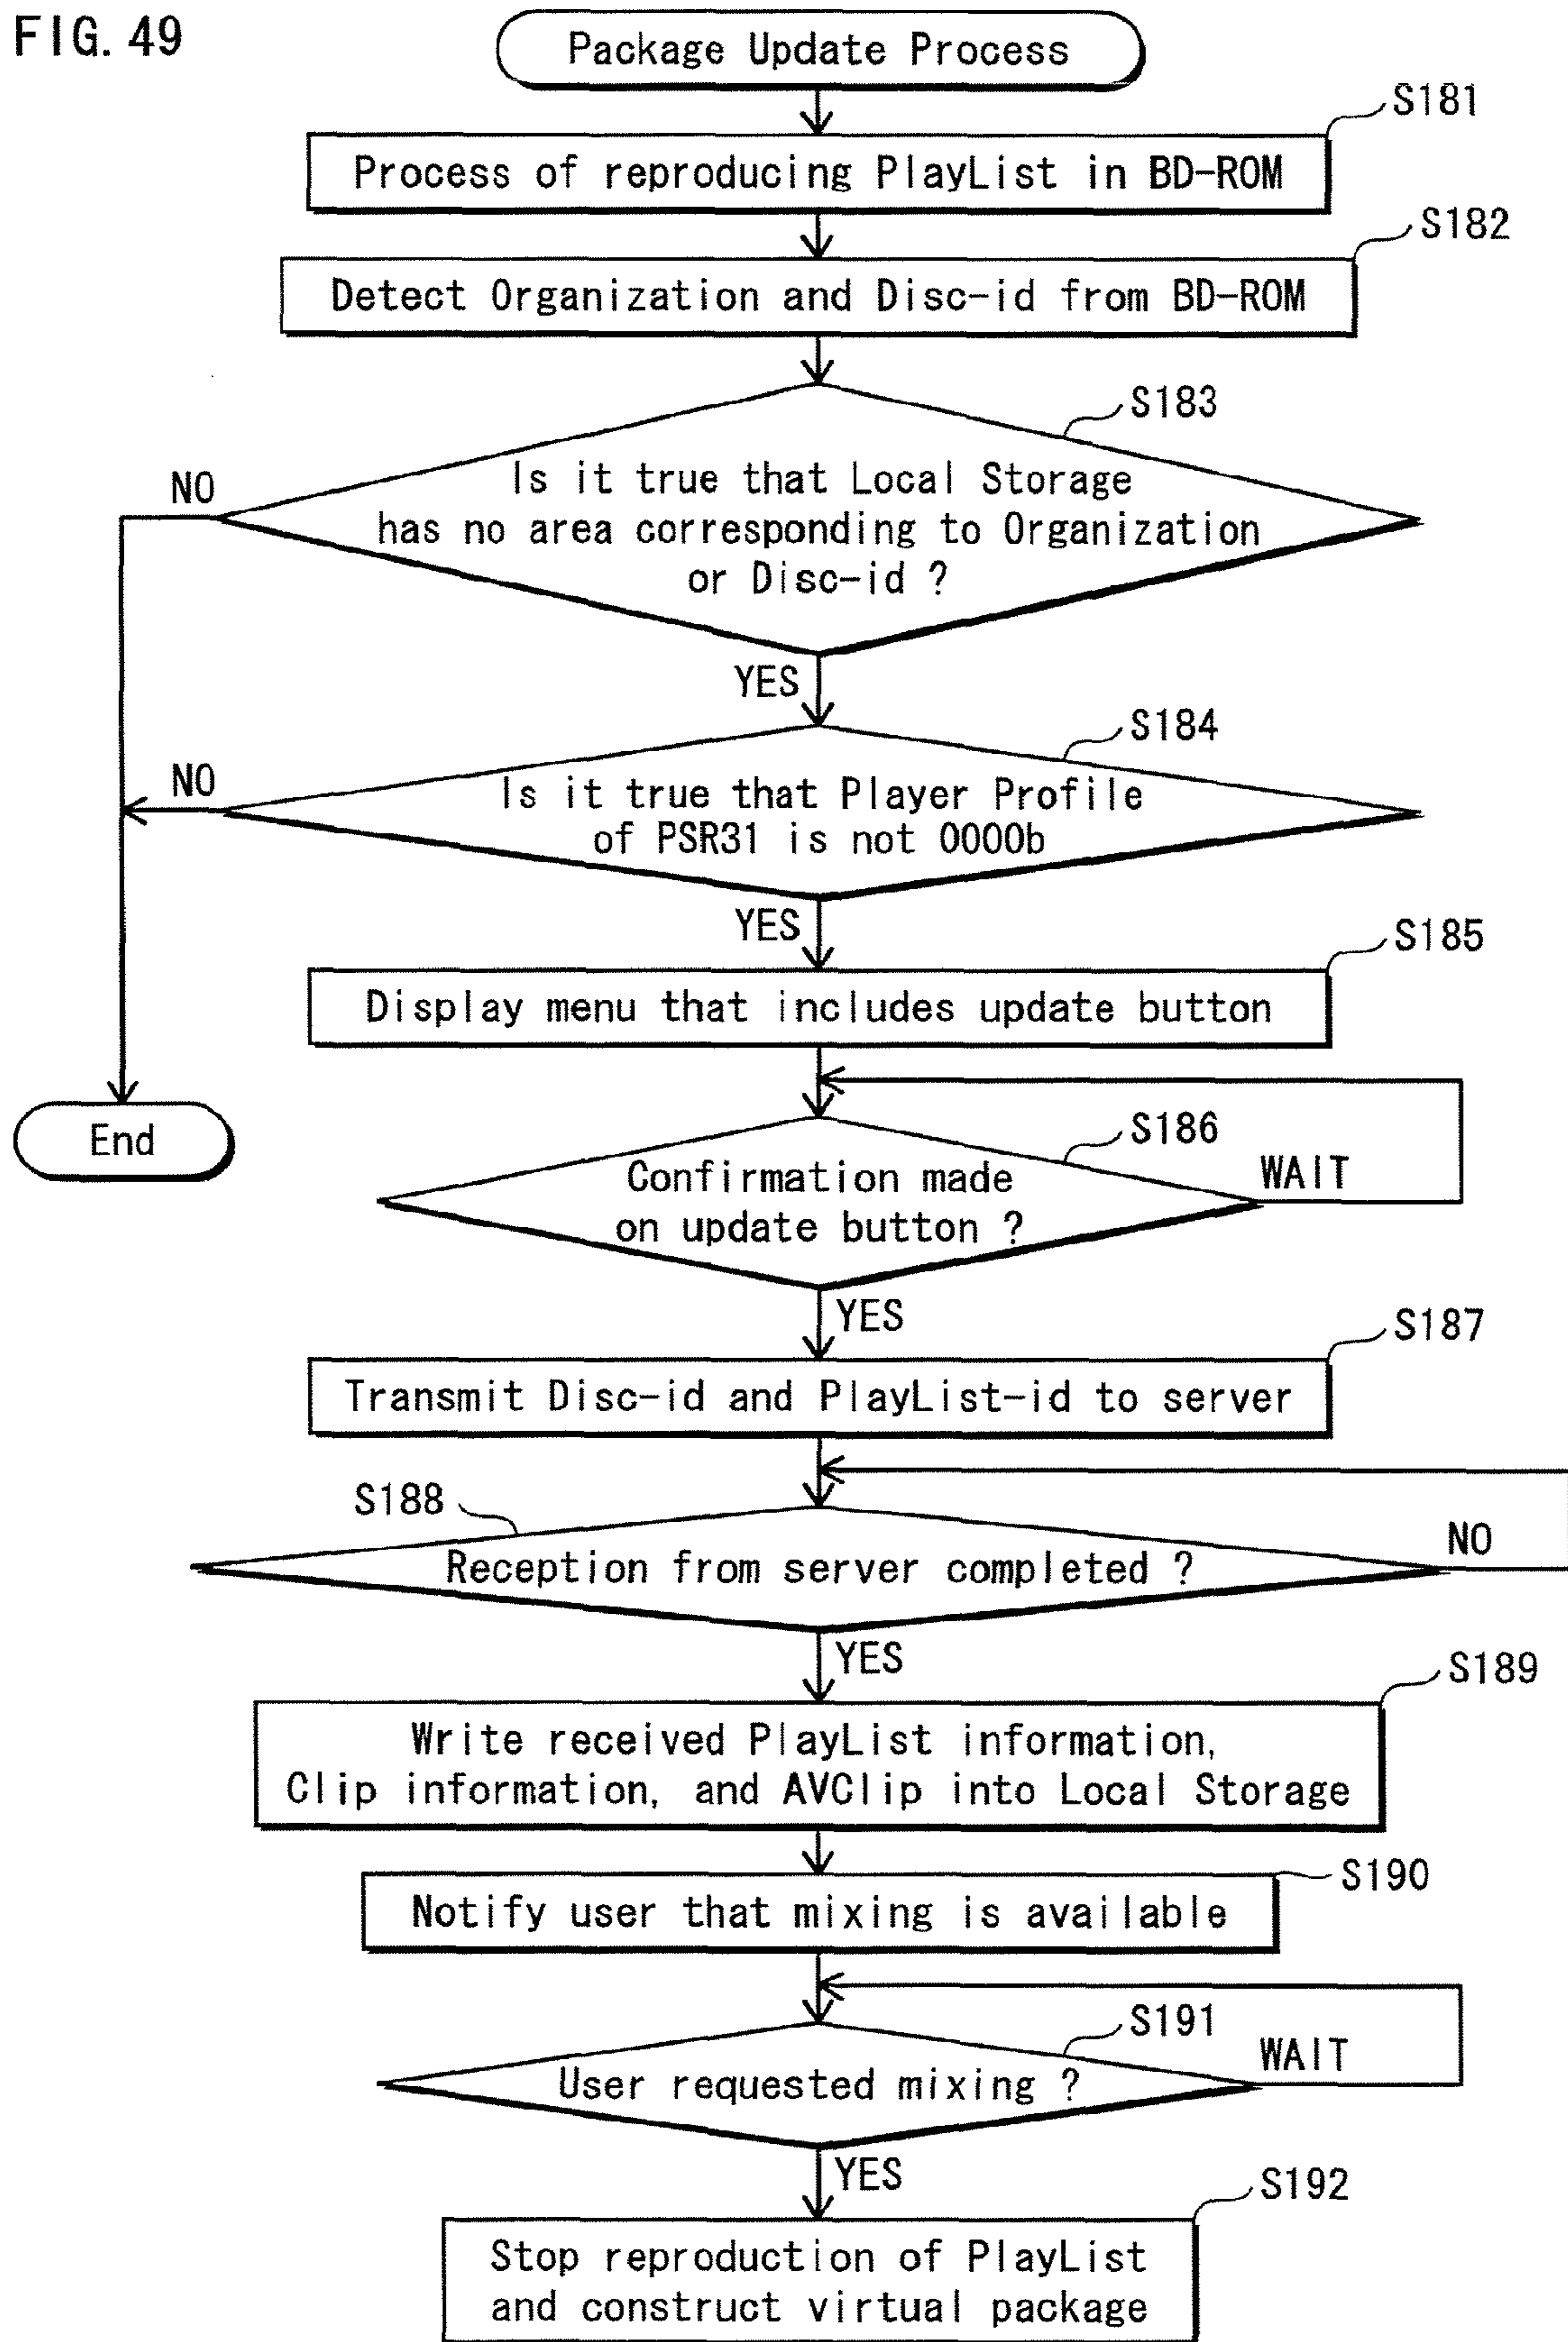 FIG. 49
Package Update Process
S181
Process of reproducing PlayList in BD-ROM
S182
Detect Organization and Disc-id from BD-ROM
S183
NO
Is it true that Local Storage
has no area corresponding to Organization
or Disc-id ?
YES
S184
NO
Is it true that Player Profile
of PSR31 is not 0000b
YES
S185
Display menu that includes update button
End
S186
WAIT
Confirmation made
on update button ?
YES
S187
Transmit Disc-id and PlayList-id to server
S188
NO
Reception from server completed ?
YES
S189
Write received PlayList information,
Clip information, and AVClip into Local Storage
S190
Notify user that mixing is available
S191
WAIT
User requested mixing ?
YES
S192
Stop reproduction of PlayList
and construct virtual package